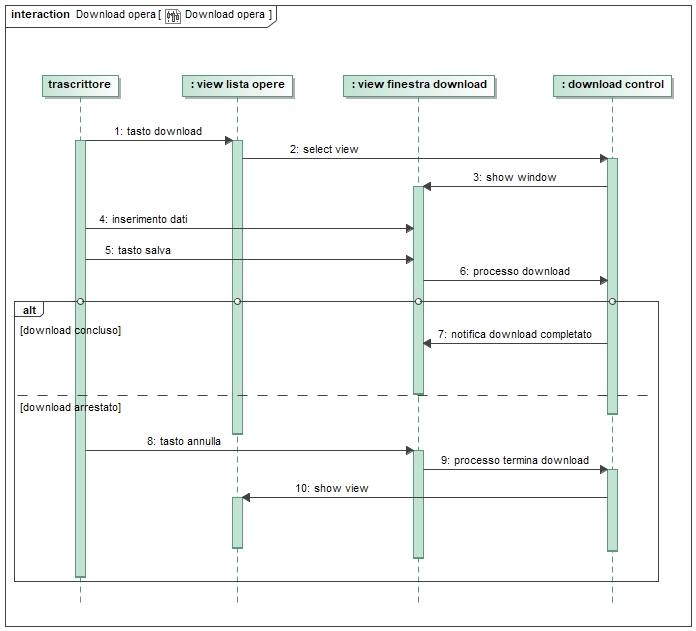 interaction Download opera [ Download opera ]
trascrittore
: view lista opere
: view finestra download
: download control
1: tasto download
2: select view
3: show window
4: inserimento dati
5: tasto salva
6: processo download
alt
[download concluso]
7: notifica download completato
[download arrestato]
8: tasto annulla
9: processo termina download
10: show view